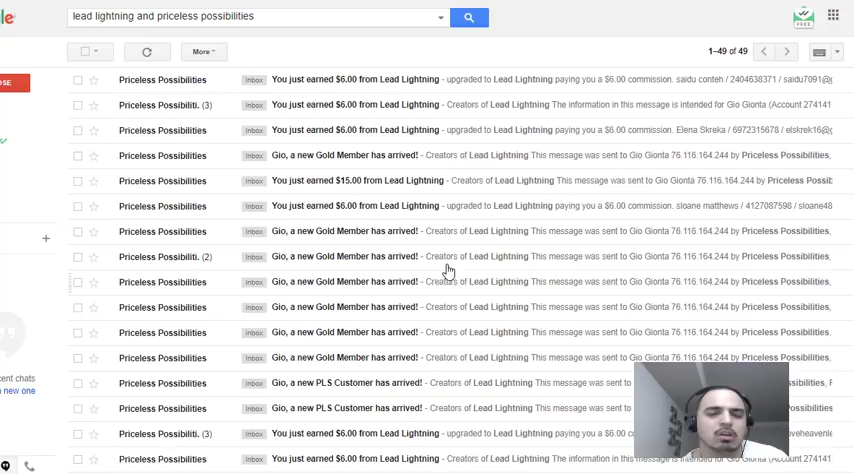 lead lightning and priceless possibilities
FREE
More
1–49 of 49
Priceless Possibilities Inbox You just earned $6.00 from Lead Lightning - upgraded to Lead Lightning paying you a $6.00 commission. saidu conteh / 2404638371 / saidu7091@g
Priceless Possibiliti. (3) Inbox You just earned $6.00 from Lead Lightning - Creators of Lead Lightning The information in this message is intended for Gio Gionta (Account 274141
Priceless Possibilities Inbox You just earned $6.00 from Lead Lightning - upgraded to Lead Lightning paying you a $6.00 commission. Elena Skreka / 6972315678 / elskrek16@g
Priceless Possibilities Inbox Gio, a new Gold Member has arrived! - Creators of Lead Lightning This message was sent to Gio Gionta 76.116.164.244 by Priceless Possibilities,
Priceless Possibilities Inbox You just earned $15.00 from Lead Lightning - Creators of Lead Lightning This message was sent to Gio Gionta 76.116.164.244 by Priceless Possib
Priceless Possibilities Inbox You just earned $6.00 from Lead Lightning - upgraded to Lead Lightning paying you a $6.00 commission. sloane matthews / 4127087598 / sloane48
Priceless Possibilities Inbox Gio, a new Gold Member has arrived! - Creators of Lead Lightning This message was sent to Gio Gionta 76.116.164.244 by Priceless Possibilities,
Priceless Possibiliti. (2) Inbox Gio, a new Gold Member has arrived! - Creators of Lead Lightning This message was sent to Gio Gionta 76.116.164.244 by Priceless Possibilities,
Priceless Possibilities Inbox Gio, a new Gold Member has arrived! - Creators of Lead Lightning This message was sent to Gio Gionta 76.116.164.244 by Priceless Possibilities,
Priceless Possibilities Inbox Gio, a new Gold Member has arrived! - Creators of Lead Lightning This message was sent to Gio Gionta 76.116.164.244 by Priceless Possibilities,
Priceless Possibilities Inbox Gio, a new Gold Member has arrived! - Creators of Lead Lightning This message was sent to Gio Gionta 76.116.164.244 by Priceless Possibilities,
Priceless Possibilities Inbox Gio, a new Gold Member has arrived! - Creators of Lead Lightning This message was sent to sibilities,
cent chats Priceless Possibilities Inbox Gio, a new PLS Customer has arrived! - Creators of Lead Lightning This message was sent to sibilities, F
a new one
Priceless Possibilities Inbox Gio, a new PLS Customer has arrived! - Creators of Lead Lightning This message was sent to sibilities,
Priceless Possibiliti. (3) Inbox You just earned $6.00 from Lead Lightning - upgraded to Lead Lightning paying you a $6.00 uveheavenle
Priceless Possibilities Inbox You just earned $6.00 from Lead Lightning - Creators of Lead Lightning The information in this message is intended for Gio Gionta (Account 274141